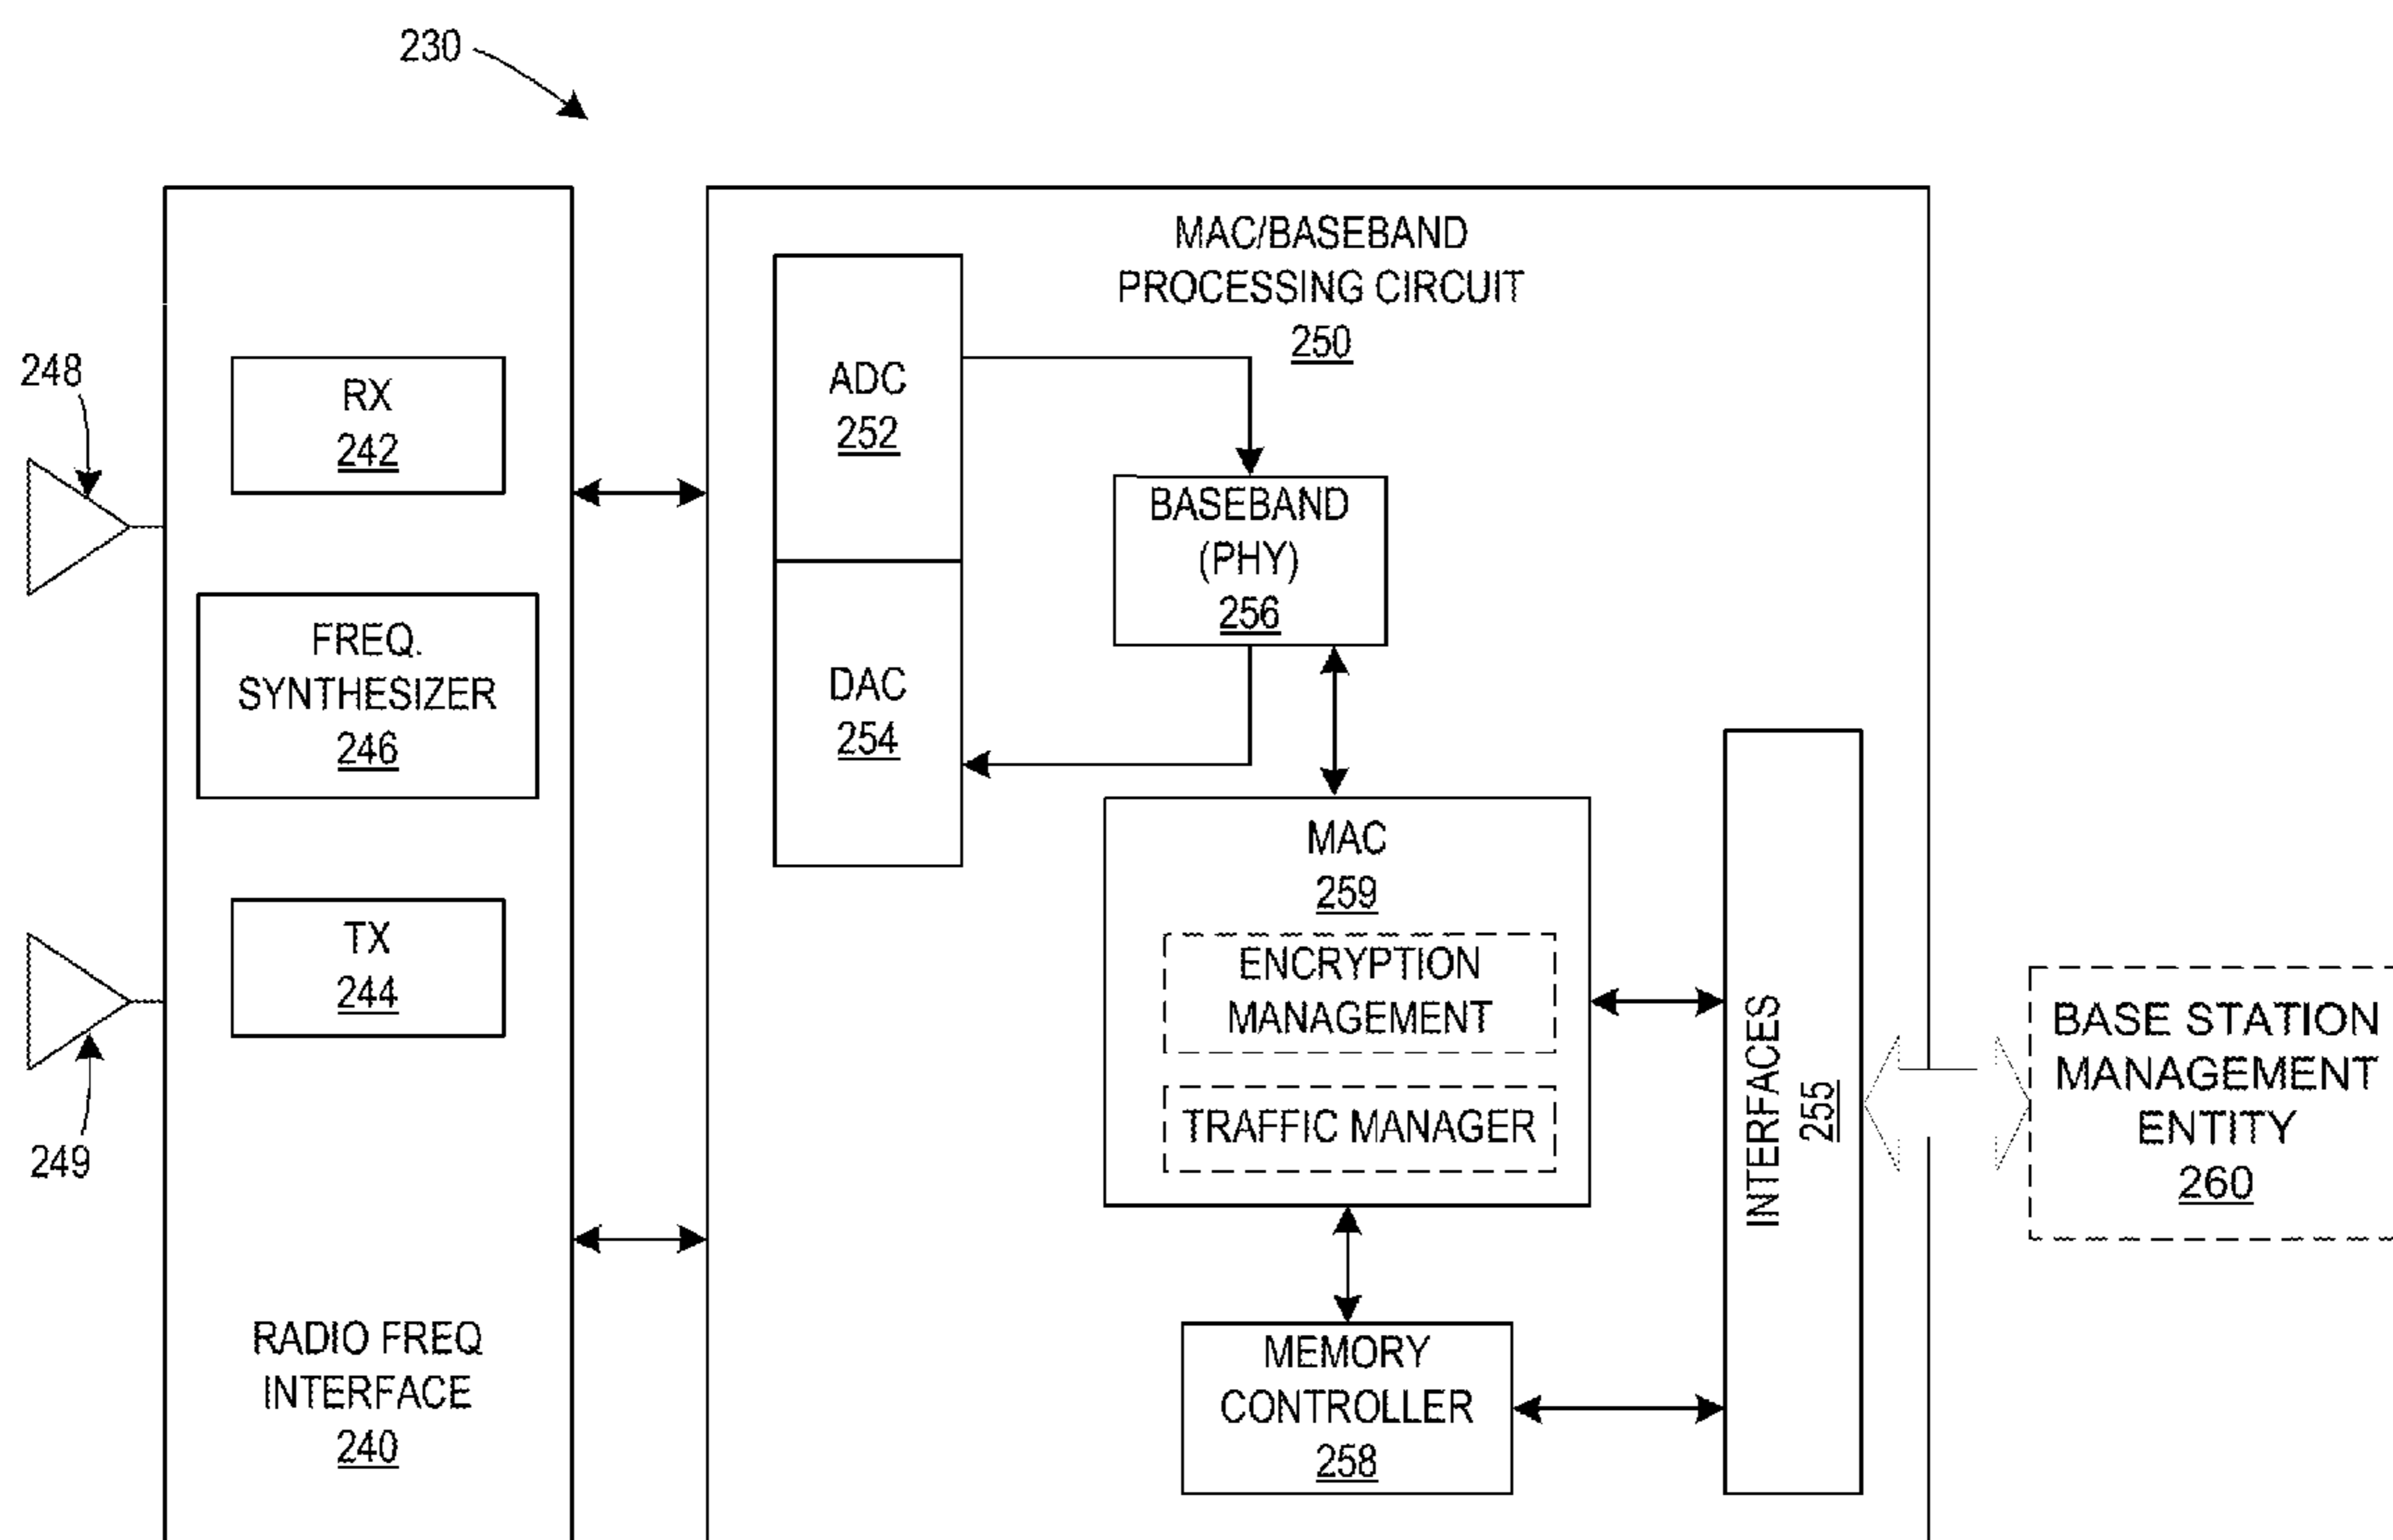 230
MAC/BASEBAND
PROCESSING CIRCUIT
250
248
RX
242
ADC
252
BASEBAND
(PHY)
256
FREQ.
SYNTHESIZER
246
DAC
254
MAC
259
TX
244
ENCRYPTION
MANAGEMENT
TRAFFIC MANAGER
INTERFACES
255
BASE STATION
MANAGEMENT
ENTITY
260
249
RADIO FREQ
INTERFACE
240
MEMORY
CONTROLLER
258